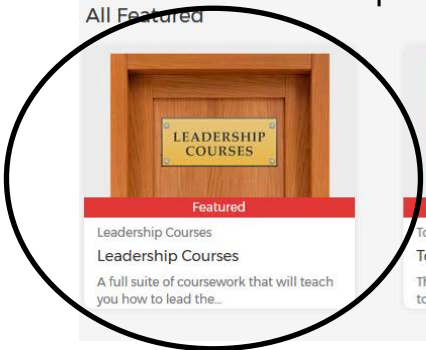 All Featured
LEADERSHIP
COURSES
Featured
Leadership Courses
Leadership Courses
A full suite of coursework that will teach
you how to lead the...